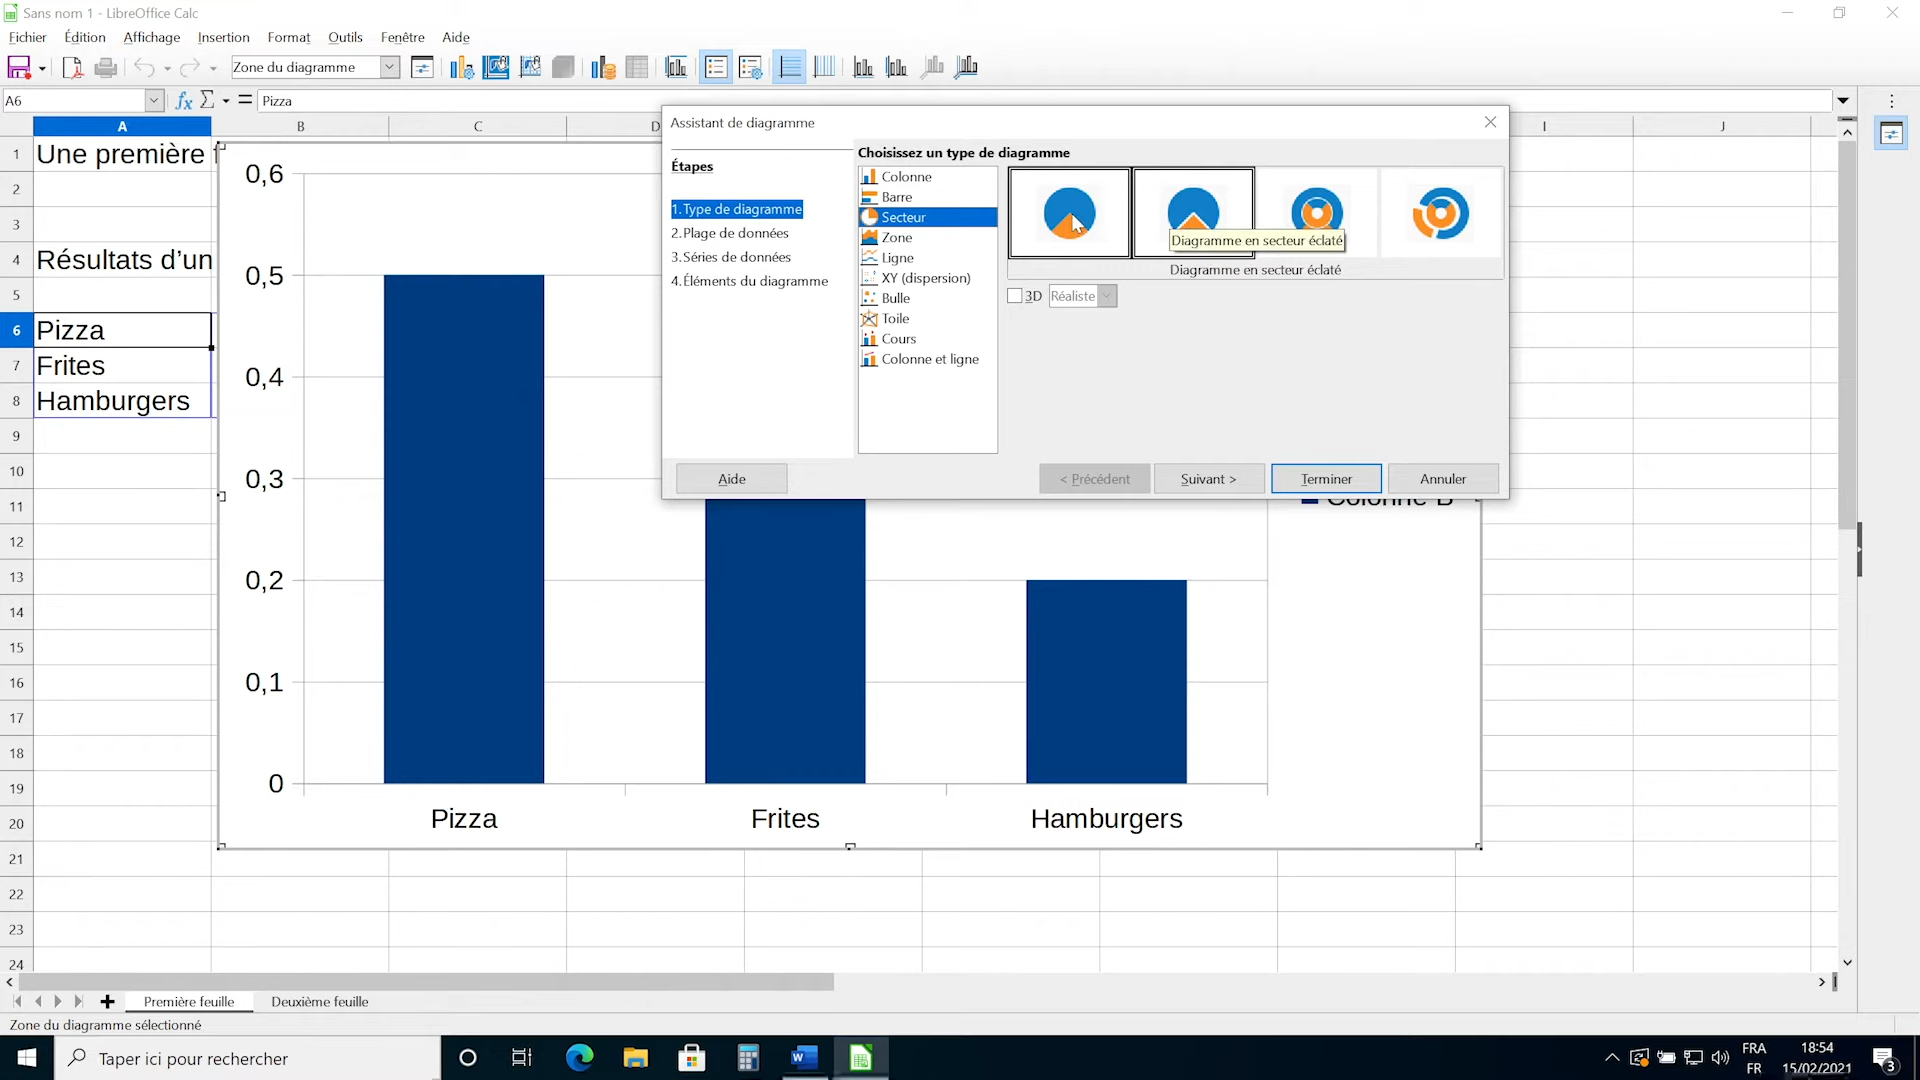 Sans nom 1 - LibreOffice Calc
Fichier Édition Affichage Insertion Format Outils Fenêtre Aide
Zone du diagramme
A6
Pizza
A B C D I J
Assistant de diagramme
Étapes
1.Type de diagramme
2.Plage de données
3.Séries de données
4.Éléments du diagramme
Choisissez un type de diagramme
Colonne
Barre
Secteur
Zone
Ligne
XY (dispersion)
Bulle
Toile
Cours
Colonne et ligne
Diagramme en secteur éclaté
Diagramme en secteur éclaté
3D Réaliste
Aide < Précédent Suivant > Terminer Annuler
1 Une première
2
3
4 Résultats d'un
5
6 Pizza
7 Frites
8 Hamburgers
9
10
11
12
13
14
15
16
17
18
19
20
21
22
23
24
0,6
0,5
0,4
0,3
0,2
0,1
0
Pizza Frites Hamburgers
Colonne B
Première feuille Deuxième feuille
Zone du diagramme sélectionné
Taper ici pour rechercher
FRA
FR
18:54
15/02/2021
3